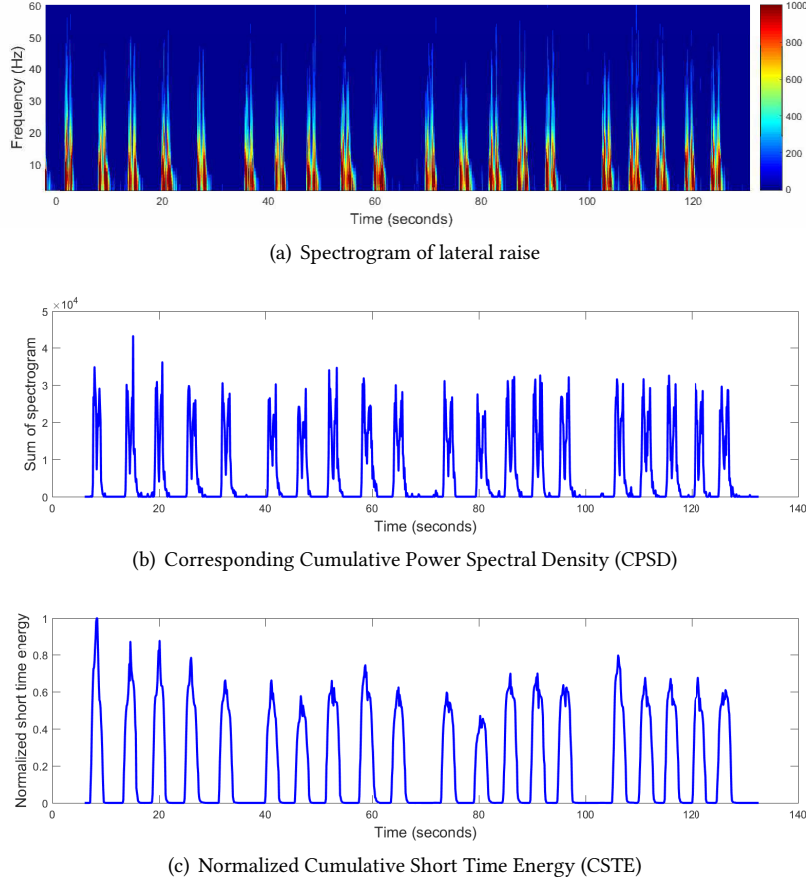 60
50
40
30
20
10
Frequency (Hz)
0 20 40 60 80 100 120
Time (seconds)
1000
800
600
400
200
0
(a) Spectrogram of lateral raise
×10⁴
5
4
3
2
1
0
Sum of spectrogram
0 20 40 60 80 100 120 140
Time (seconds)
(b) Corresponding Cumulative Power Spectral Density (CPSD)
1
0.8
0.6
0.4
0.2
0
Normalized short time energy
0 20 40 60 80 100 120 140
Time (seconds)
(c) Normalized Cumulative Short Time Energy (CSTE)